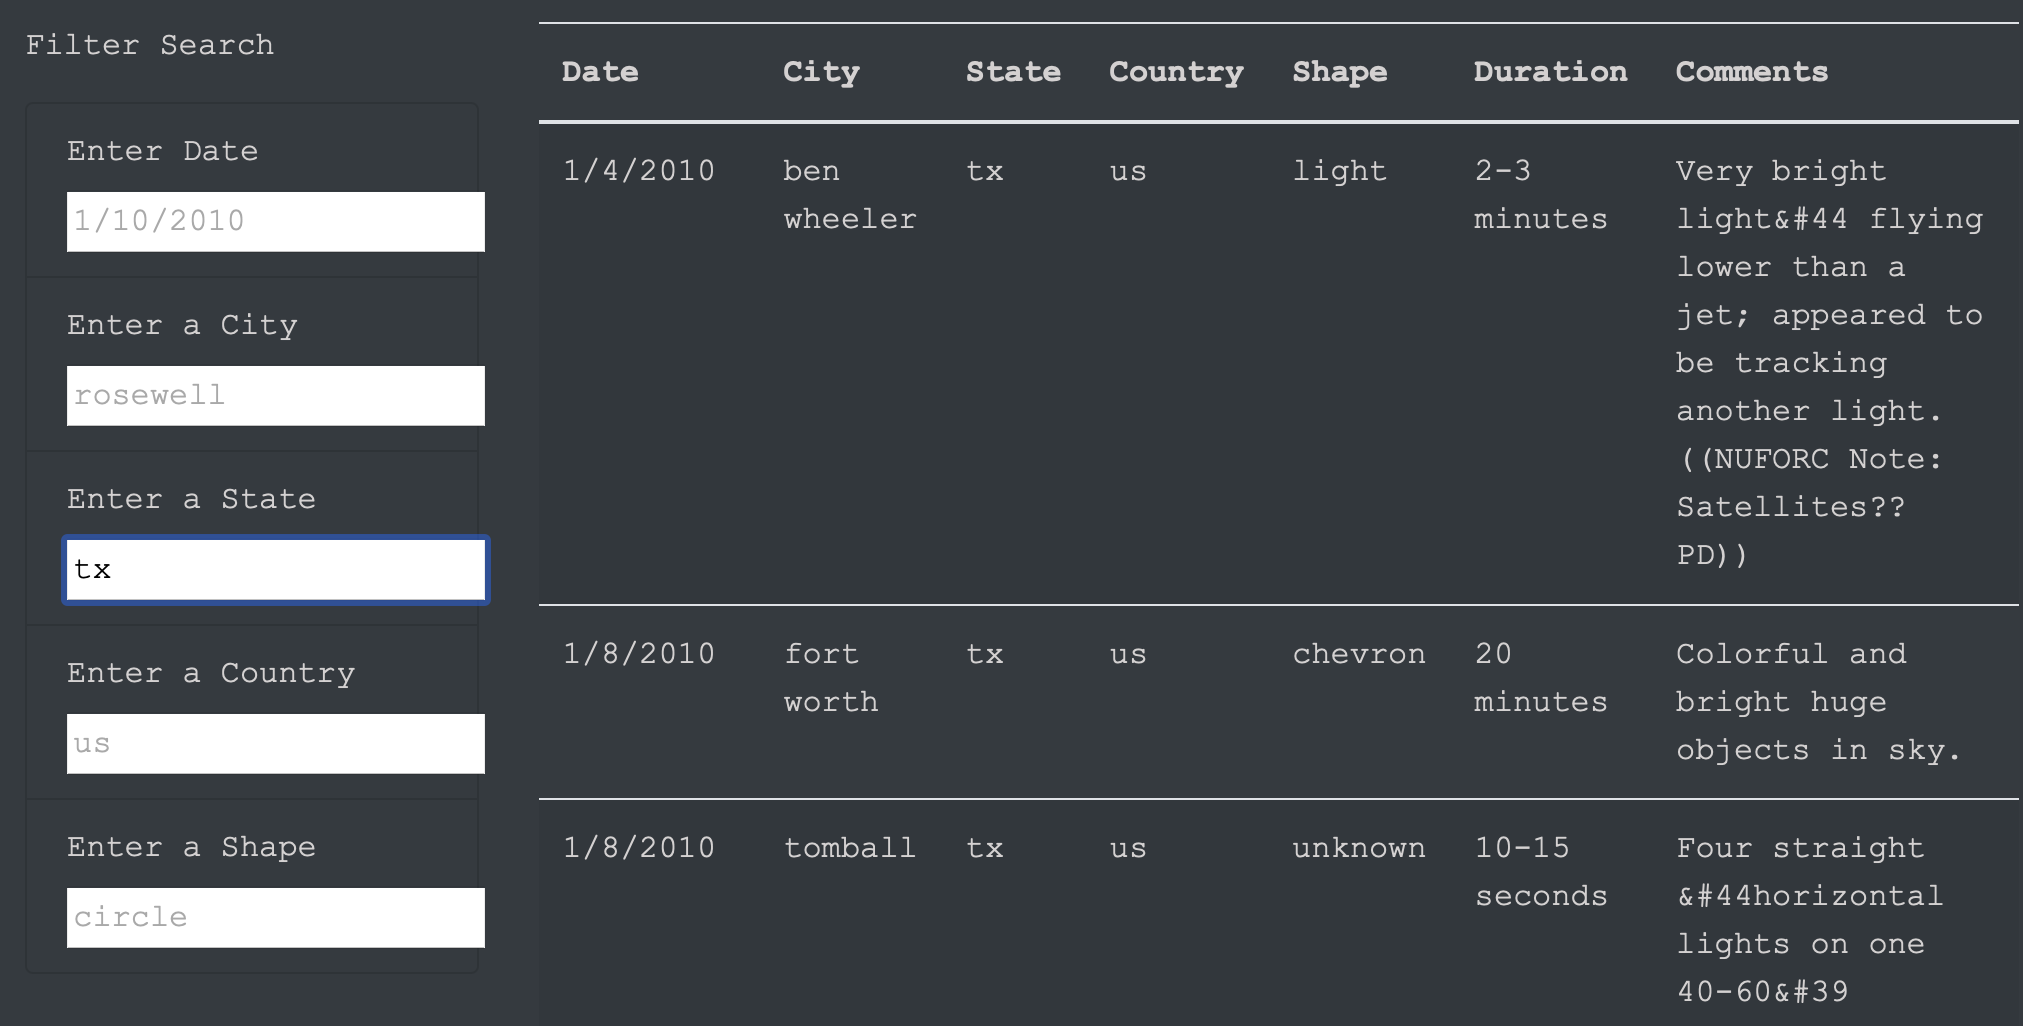 Filter Search
Enter Date
1/10/2010
Enter a City
rosewell
Enter a State
tx
Enter a Country
us
Enter a Shape
circle
Date City State Country Shape Duration Comments
1/4/2010 ben tx us light 2-3 Very bright
wheeler minutes light&#44 flying
lower than a
jet; appeared to
be tracking
another light.
((NUFORC Note:
Satellites??
PD))
1/8/2010 fort tx us chevron 20 Colorful and
worth minutes bright huge
objects in sky.
1/8/2010 tomball tx us unknown 10-15 Four straight
seconds &#44horizontal
lights on one
40-60&#39